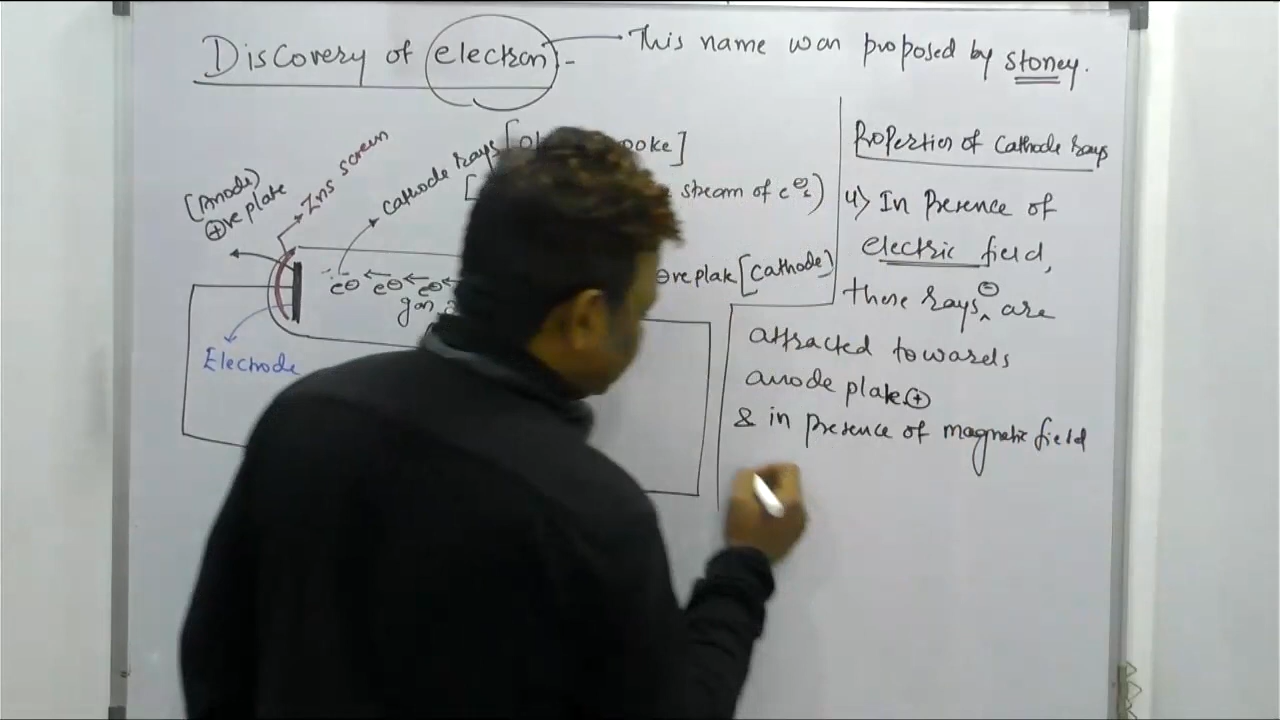 Discovery of electron :-
This name was proposed by stoney.
Cathode rays [
ooke]
[
stream of e⊖s)
(Anode)
⊕ve plate
Zns screen
e⊖ ← e⊖ ← e⊖ ←
gas
⊖ve plate [Cathode)
Electrode
Properties of Cathode rays
4) In Presence of
electric field,
these rays⊖ are
attracted towards
anode plate ⊕
& in presence of magnetic field